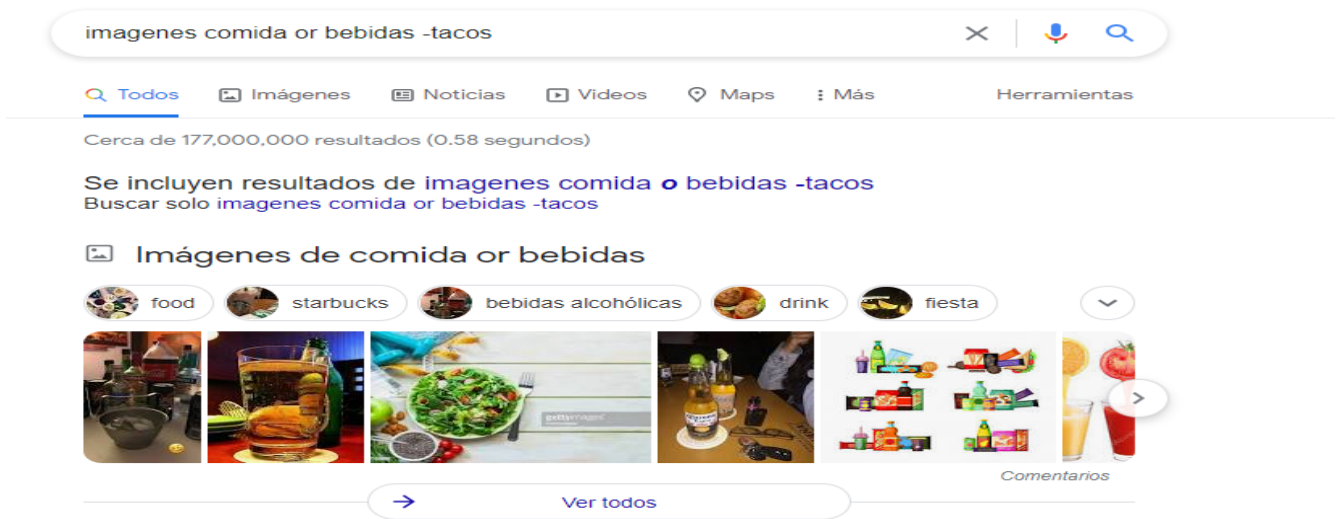 imagenes comida or bebidas -tacos
Todos Imágenes Noticias Videos Maps Más Herramientas
Cerca de 177,000,000 resultados (0.58 segundos)
Se incluyen resultados de imagenes comida o bebidas -tacos
Buscar solo imagenes comida or bebidas -tacos
Imágenes de comida or bebidas
food starbucks bebidas alcohólicas drink fiesta
gettyimages
Comentarios
Ver todos